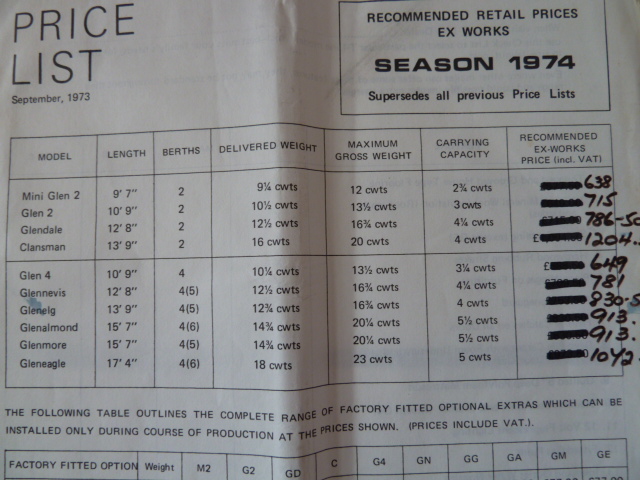 PRICE
LIST
September, 1973
RECOMMENDED RETAIL PRICES
EX WORKS
SEASON 1974
Supersedes all previous Price Lists
MODEL LENGTH BERTHS DELIVERED WEIGHT MAXIMUM GROSS WEIGHT CARRYING CAPACITY RECOMMENDED EX-WORKS PRICE (incl. VAT)
Mini Glen 2 9' 7" 2 9¼ cwts 12 cwts 2¾ cwts 638
Glen 2 10' 9" 2 10½ cwts 13½ cwts 3 cwts 715
Glendale 12' 8" 2 12½ cwts 16¾ cwts 4¼ cwts 786-50
Clansman 13' 9" 2 16 cwts 20 cwts 4 cwts £ 1204.
Glen 4 10' 9" 4 10¼ cwts 13½ cwts 3¼ cwts £ 649
Glennevis 12' 8" 4(5) 12½ cwts 16¾ cwts 4¼ cwts 781
Glenelg 13' 9" 4(5) 12¾ cwts 16¾ cwts 4 cwts 830-5
Glenalmond 15' 7" 4(6) 14¾ cwts 20¼ cwts 5½ cwts 913.
Glenmore 15' 7" 4(5) 14¾ cwts 20¼ cwts 5½ cwts 913.
Gleneagle 17' 4" 4(6) 18 cwts 23 cwts 5 cwts 1042.
THE FOLLOWING TABLE OUTLINES THE COMPLETE RANGE OF FACTORY FITTED OPTIONAL EXTRAS WHICH CAN BE
INSTALLED ONLY DURING COURSE OF PRODUCTION AT THE PRICES SHOWN. (PRICES INCLUDE VAT.)
FACTORY FITTED OPTION Weight M2 G2 GD C G4 GN GG GA GM GE